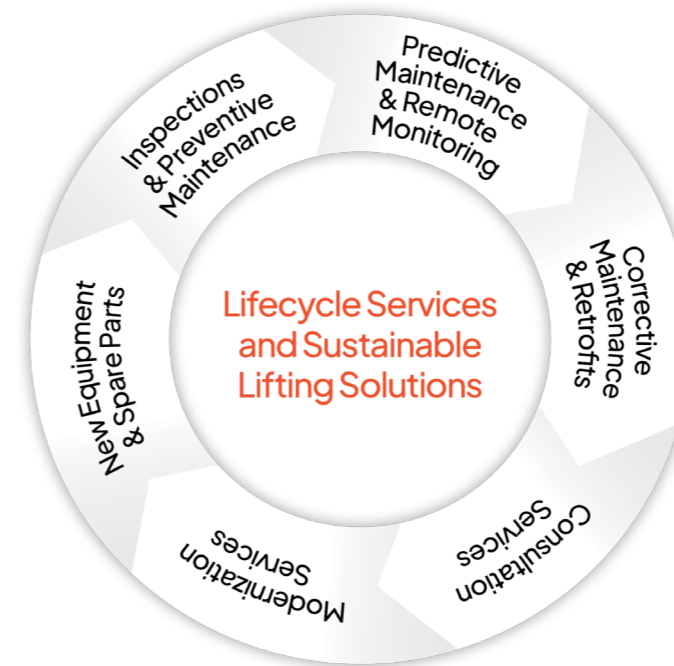 Inspections
& Preventive
Maintenance
Predictive
Maintenance
& Remote
Monitoring
Corrective
Maintenance
& Retrofits
Consultation
Services
Modernization
Services
New Equipment
& Spare Parts
Lifecycle Services
and Sustainable
Lifting Solutions